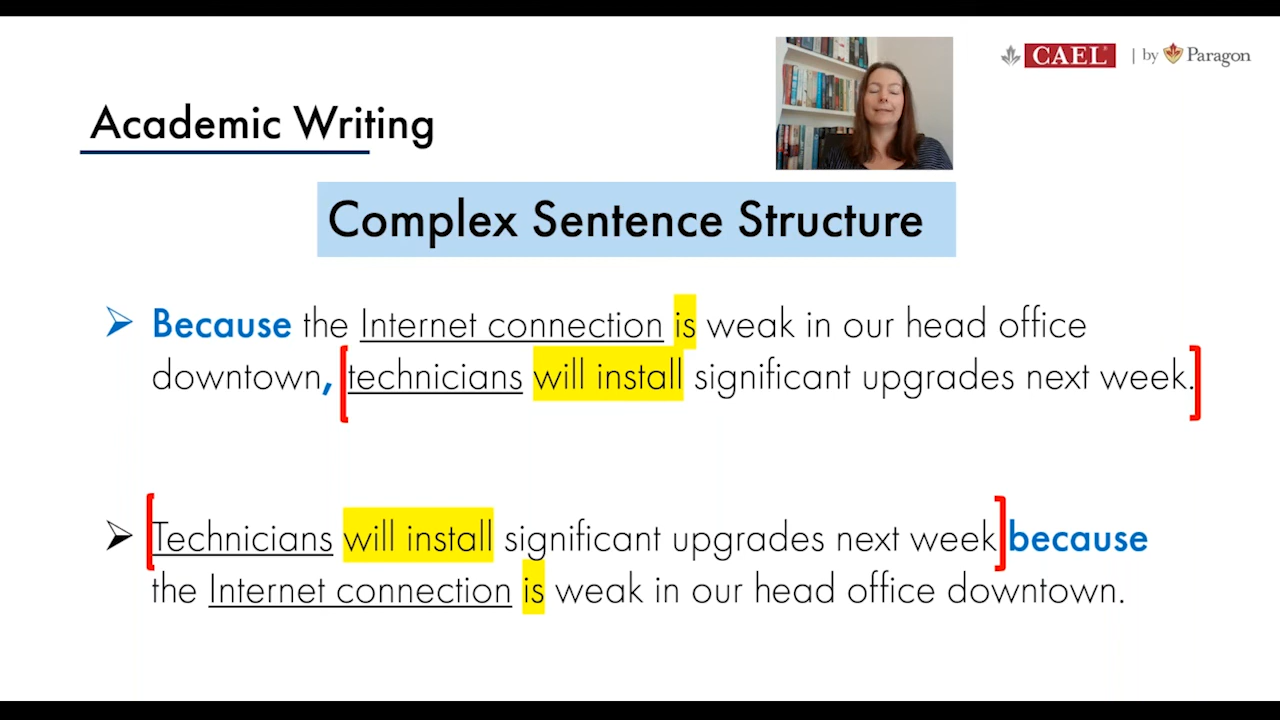 CAEL | by Paragon
Academic Writing
Complex Sentence Structure
Because the Internet connection is weak in our head office
downtown, technicians will install significant upgrades next week.
Technicians will install significant upgrades next week because
the Internet connection is weak in our head office downtown.